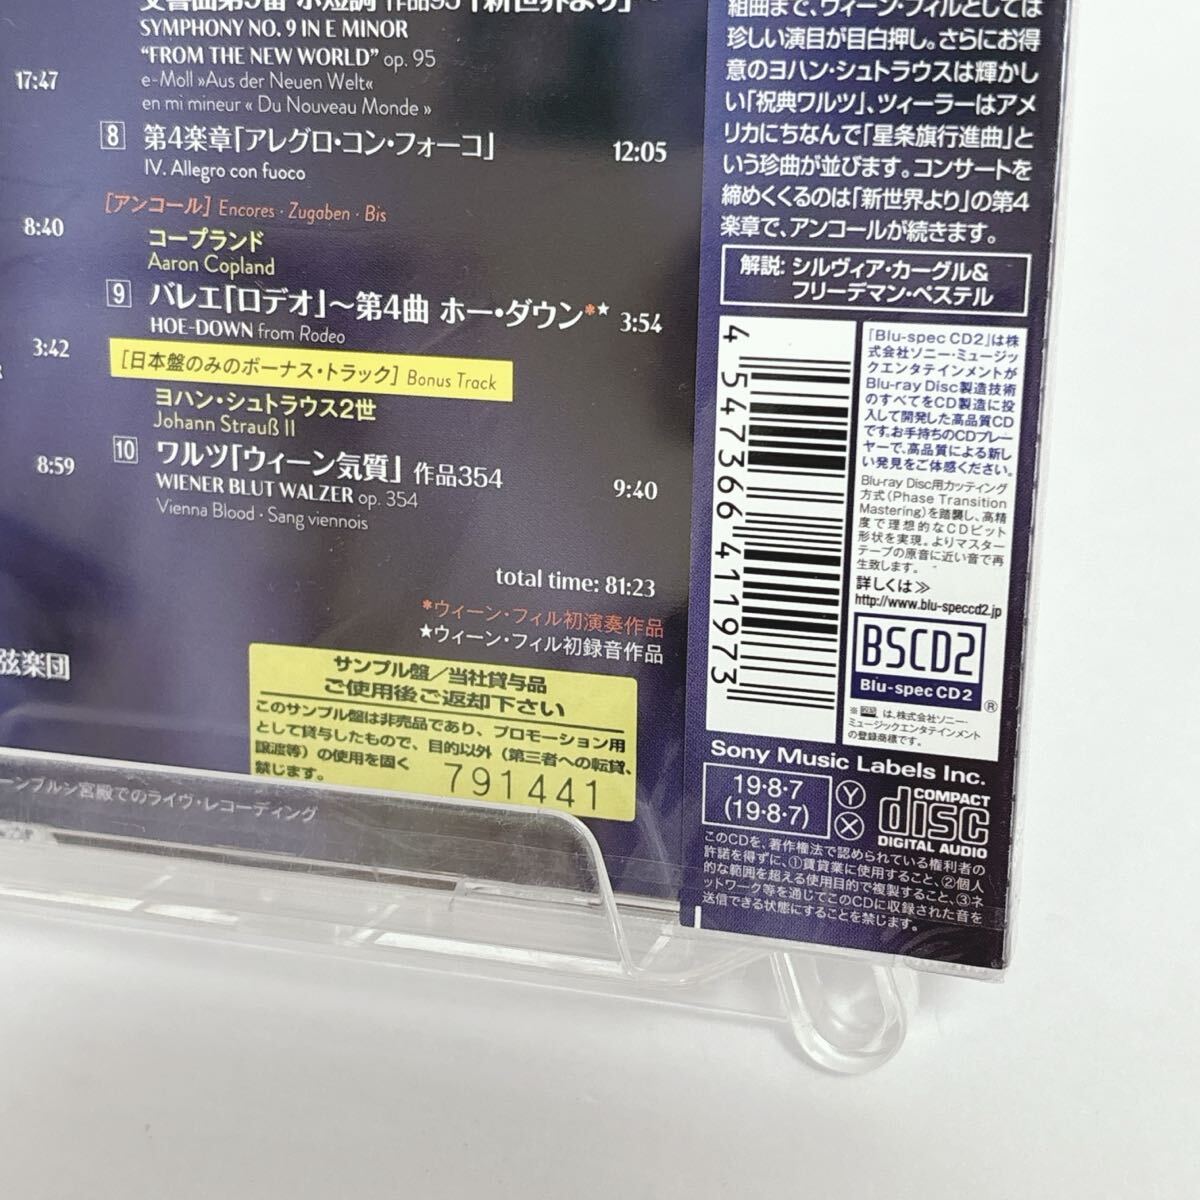 17:47
8:40
3:42
8:59
弦楽団
交響曲第9番 ホ短調 作品95「新世界より」
SYMPHONY NO. 9 IN E MINOR
“FROM THE NEW WORLD” op. 95
e-Moll »Aus der Neuen Welt«
en mi mineur « Du Nouveau Monde »
8 第4楽章「アレグロ・コン・フォーコ」 12:05
IV. Allegro con fuoco
[アンコール] Encores · Zugaben · Bis
コープランド
Aaron Copland
9 バレエ「ロデオ」〜第4曲 ホー・ダウン*★ 3:54
HOE-DOWN from Rodeo
[日本盤のみのボーナス・トラック] Bonus Track
ヨハン・シュトラウス2世
Johann Strauß II
10 ワルツ「ウィーン気質」 作品354 9:40
WIENER BLUT WALZER op. 354
Vienna Blood · Sang viennois
total time: 81:23
*ウィーン・フィル初演奏作品
★ウィーン・フィル初録音作品
サンプル盤／当社貸与品
ご使用後ご返却下さい
このサンプル盤は非売品であり、プロモーション用
として貸与したもので、目的以外（第三者への転貸、
譲渡等）の使用を固く
禁じます。
791441
ーンブルン宮殿でのライヴ・レコーディング
組曲まで、ウィーン・フィルとしては
珍しい演目が目白押し。さらにお得
意のヨハン・シュトラウスは輝かし
い「祝典ワルツ」、ツィーラーはアメ
リカにちなんで「星条旗行進曲」と
いう珍曲が並びます。コンサートを
締めくくるのは「新世界より」の第4
楽章で、アンコールが続きます。
解説: シルヴィア・カーグル&
フリーデマン・ペステル
4 547366 411973
「Blu-spec CD2」は株
式会社ソニー・ミュージッ
クエンタテインメントが
Blu-ray Disc製造技術
のすべてをCD製造に投
入して開発した高品質CD
です。お手持ちのCDプレー
ヤーで、高品質による新し
い発見をご体感ください。
Blu-ray Disc用カッティング
方式(Phase Transition
Mastering)を踏襲し、高精
度で理想的なCDピット
形状を実現。よりマスター
テープの原音に近い音で再
生致します。
詳しくは≫
http://www.blu-speccd2.jp
BSCD2
Blu-spec CD2
®
※ は、株式会社ソニー・
ミュージックエンタテインメント
の登録商標です。
Sony Music Labels Inc.
19・8・7
(19・8・7)
Y
X
COMPACT
disc
DIGITAL AUDIO
このCDを、著作権法で認められている権利者の
許諾を得ずに、①賃貸業に使用すること、②個人
的な範囲を超える使用目的で複製すること、③ネ
ットワーク等を通じてこのCDに収録された音を
送信できる状態にすることを禁じます。